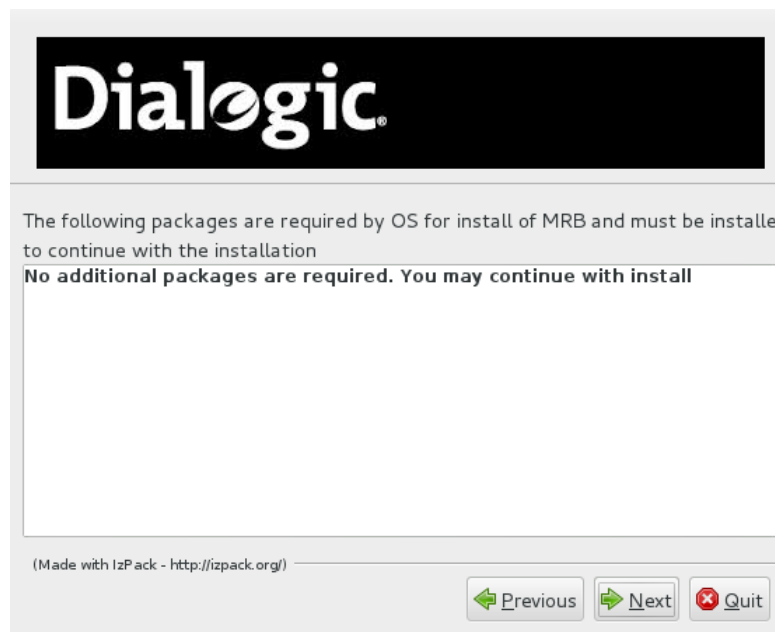 Dialogic®
The following packages are required by OS for install of MRB and must be installe
to continue with the installation
No additional packages are required. You may continue with install
(Made with IzPack - http://izpack.org/)
Previous Next Quit